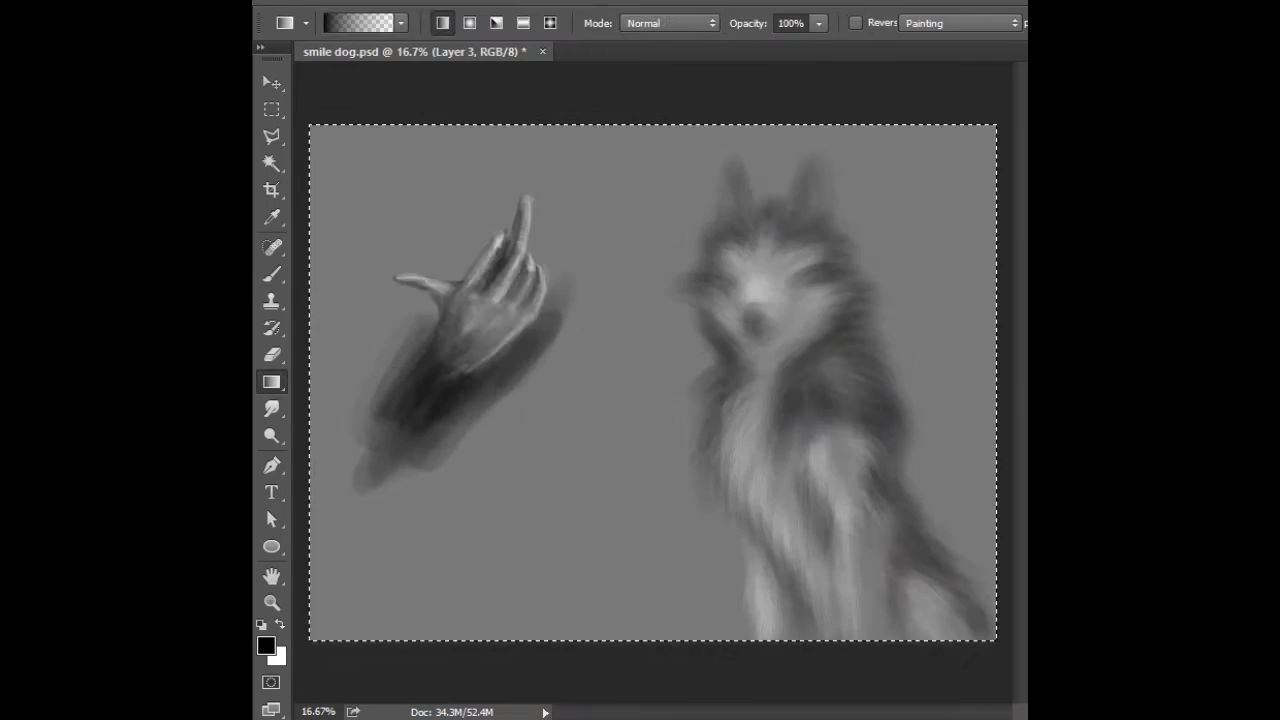 Mode: Normal Opacity: 100% Revers Painting
smile dog.psd @ 16.7% (Layer 3, RGB/8) * ×
T
16.67% Doc: 34.3M/52.4M